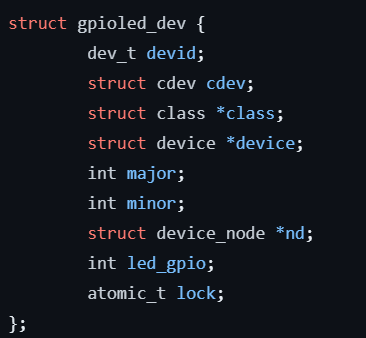 struct gpioled_dev {
        dev_t devid;
        struct cdev cdev;
        struct class *class;
        struct device *device;
        int major;
        int minor;
        struct device_node *nd;
        int led_gpio;
        atomic_t lock;
};